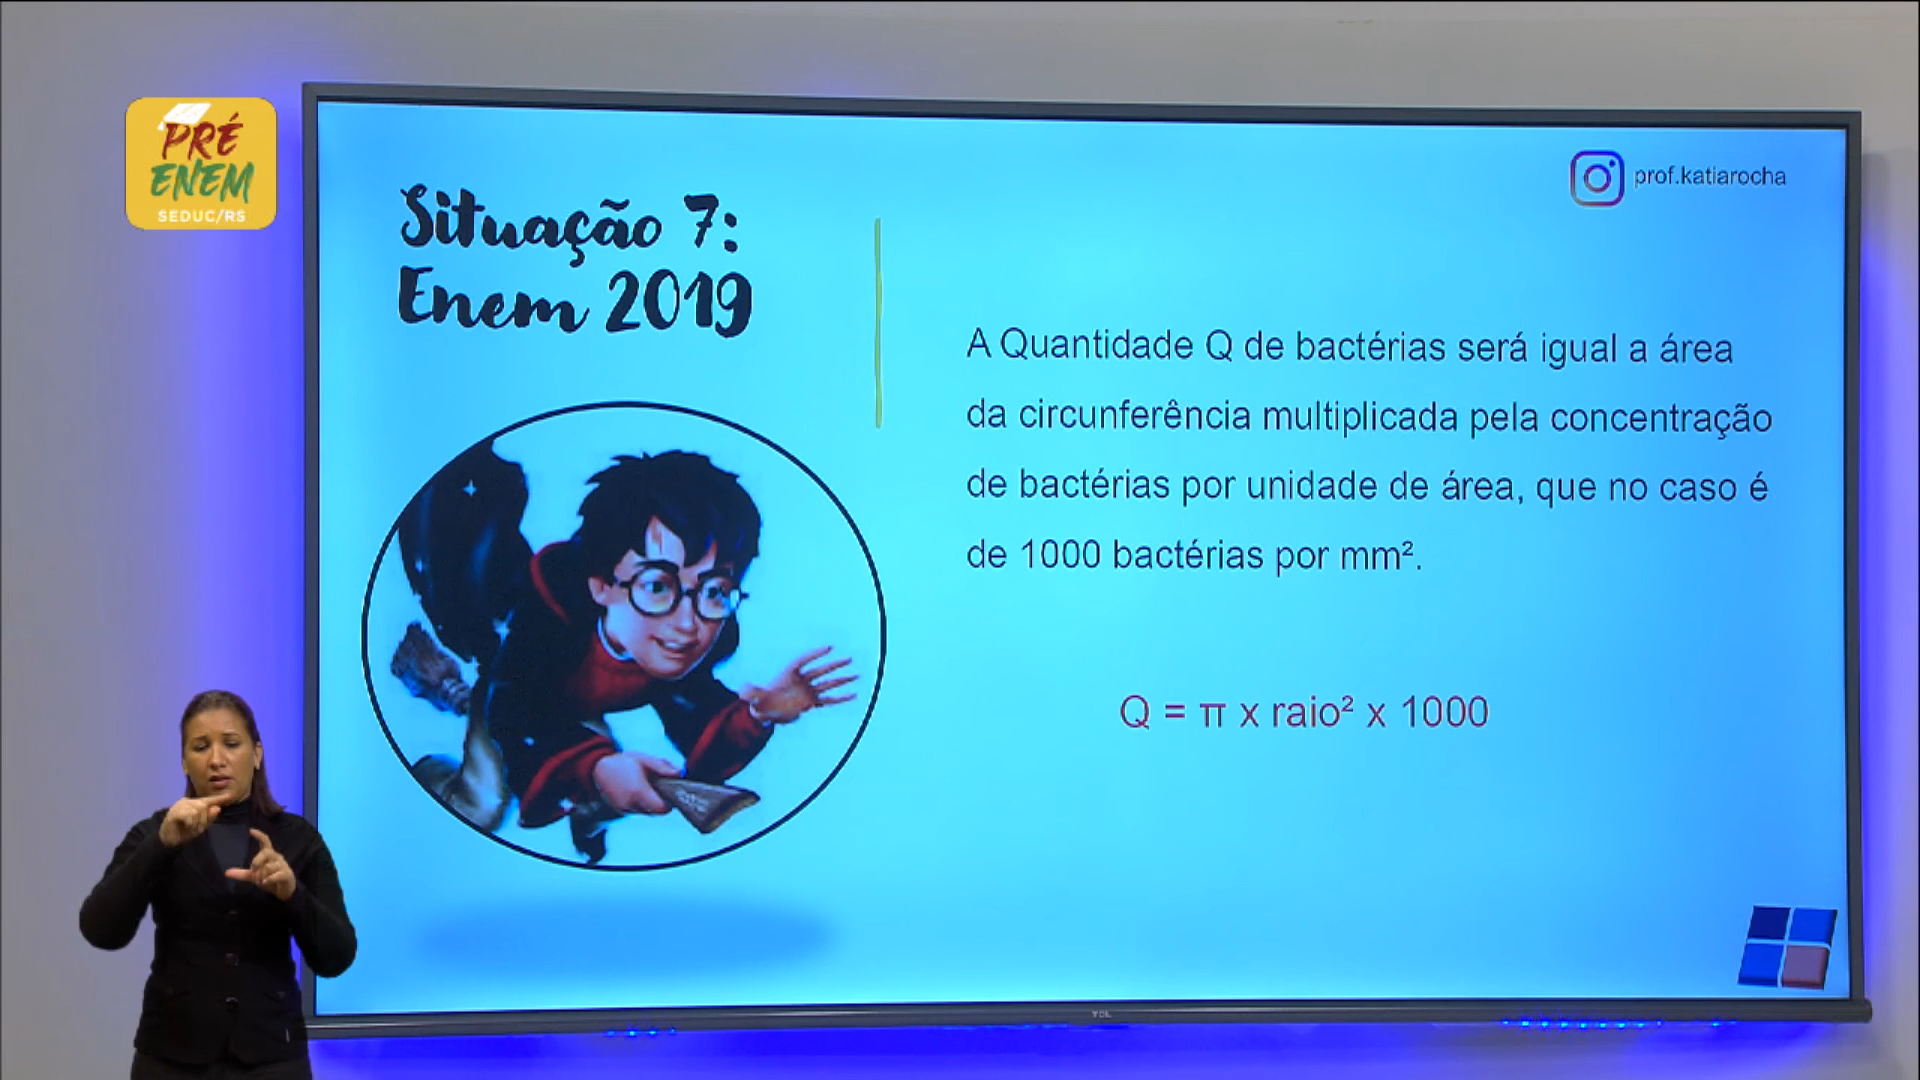 PRÉ
ENEM
SEDUC/RS
prof.katiarocha
Situação 7:
Enem 2019
A Quantidade Q de bactérias será igual a área
da circunferência multiplicada pela concentração
de bactérias por unidade de área, que no caso é
de 1000 bactérias por mm².
Q = π x raio² x 1000
TCL